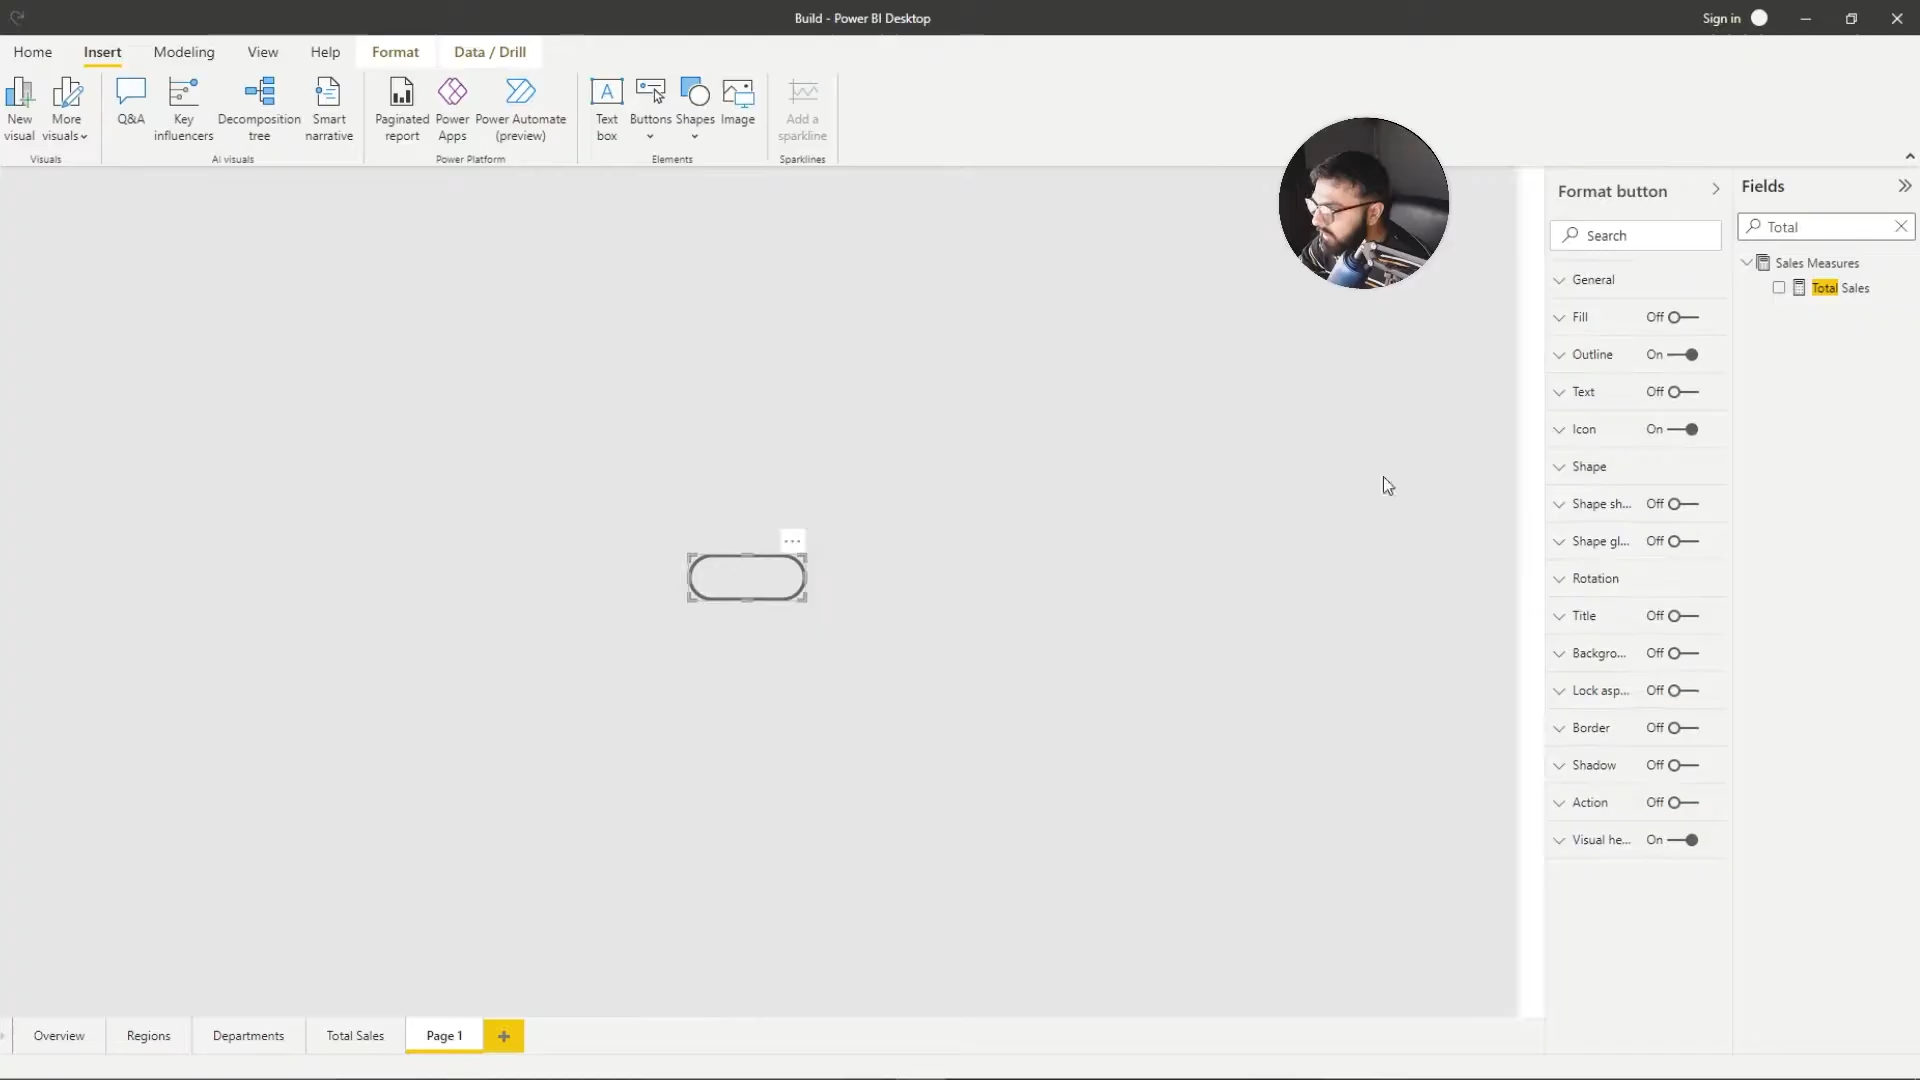 Build - Power BI Desktop
Sign in
Home Insert Modeling View Help Format Data / Drill
New visual
More visuals
Q&A
Key influencers
Decomposition tree
Smart narrative
Paginated report
Power Apps
Power Automate (preview)
Text box
Buttons
Shapes
Image
Add a sparkline
Visuals
AI visuals
Power Platform
Elements
Sparklines
...
Format button
Search
General
Fill Off
Outline On
Text Off
Icon On
Shape
Shape sh... Off
Shape gl... Off
Rotation
Title Off
Backgro... Off
Lock asp... Off
Border Off
Shadow Off
Action Off
Visual he... On
Fields
Total
Sales Measures
Total Sales
Overview Regions Departments Total Sales Page 1 +